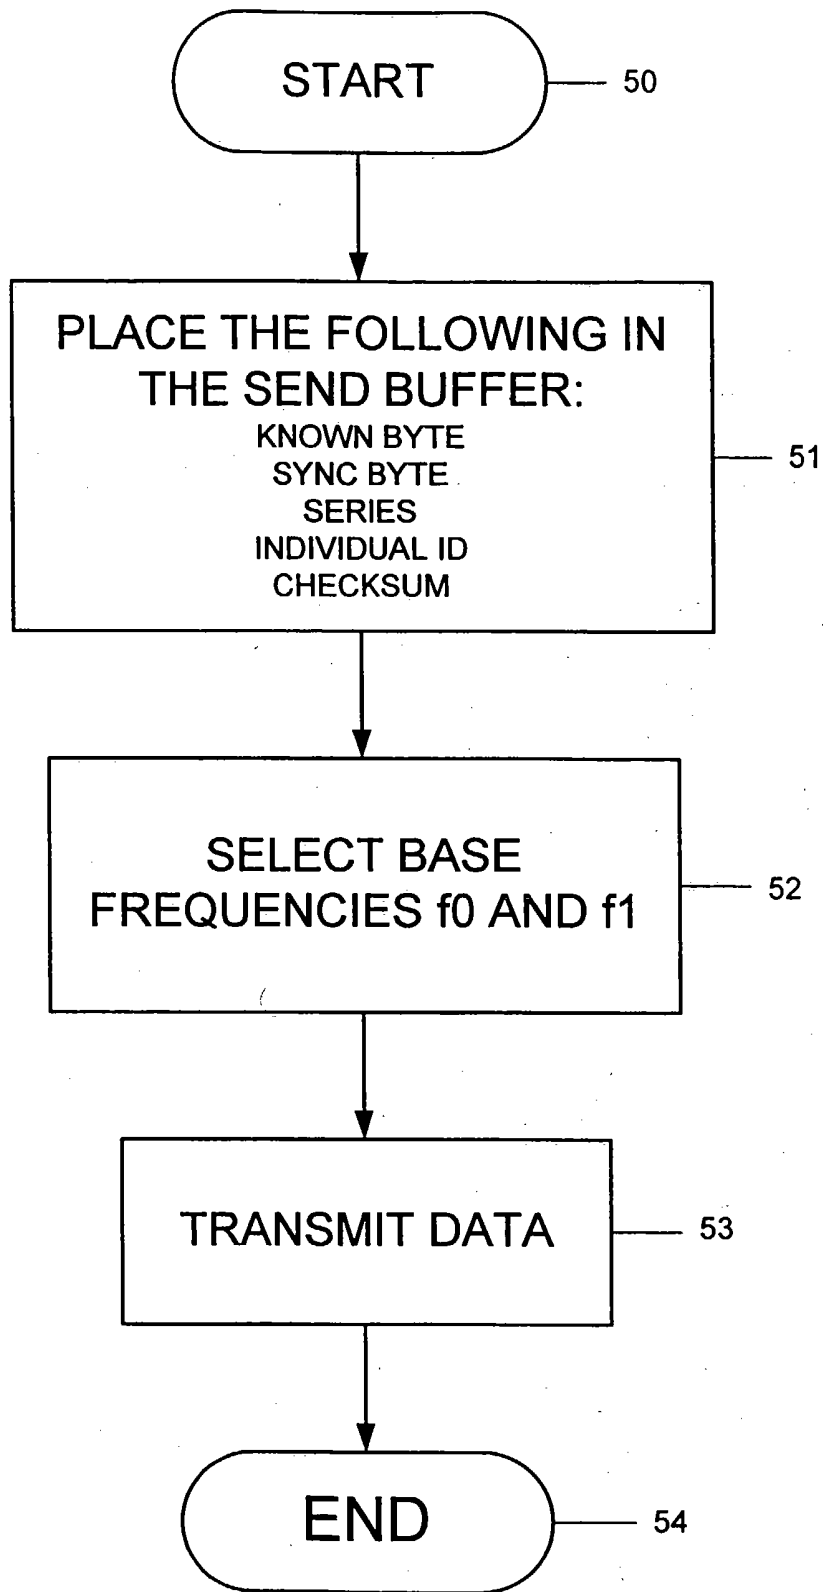 START
50
PLACE THE FOLLOWING IN
THE SEND BUFFER:
KNOWN BYTE
SYNC BYTE
SERIES
INDIVIDUAL ID
CHECKSUM
51
SELECT BASE
FREQUENCIES f0 AND f1
52
TRANSMIT DATA
53
END
54